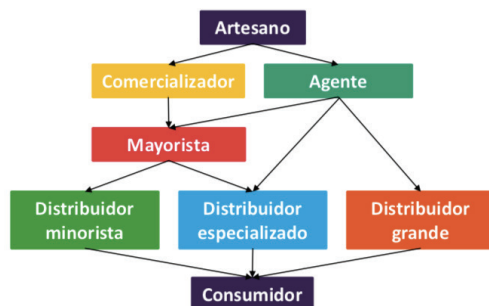 Artesano
Comercializador
Agente
Mayorista
Distribuidor
minorista
Distribuidor
especializado
Distribuidor
grande
Consumidor